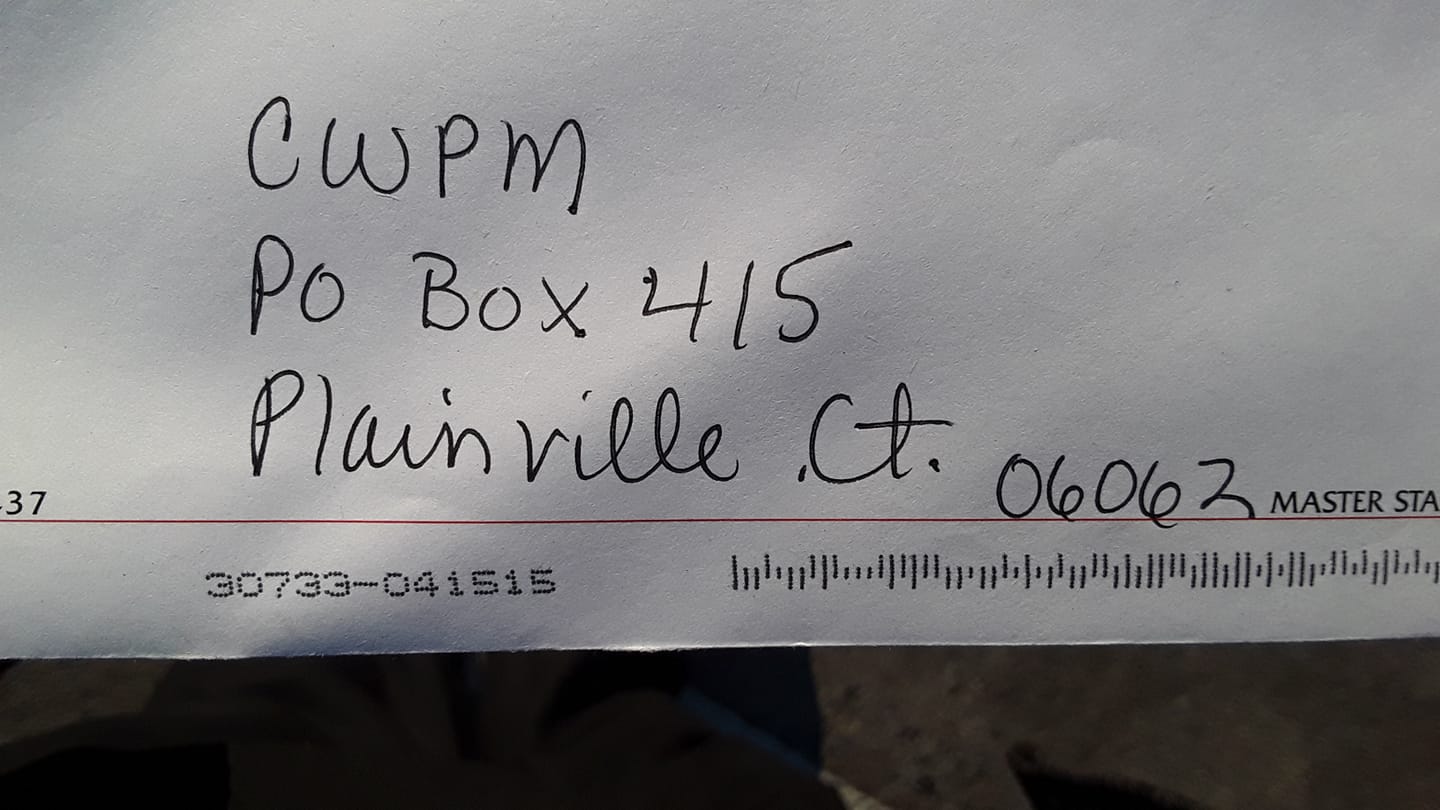 CWPM
PO Box 415
Plainville Ct. 06062
37 MASTER STA
30733-041515